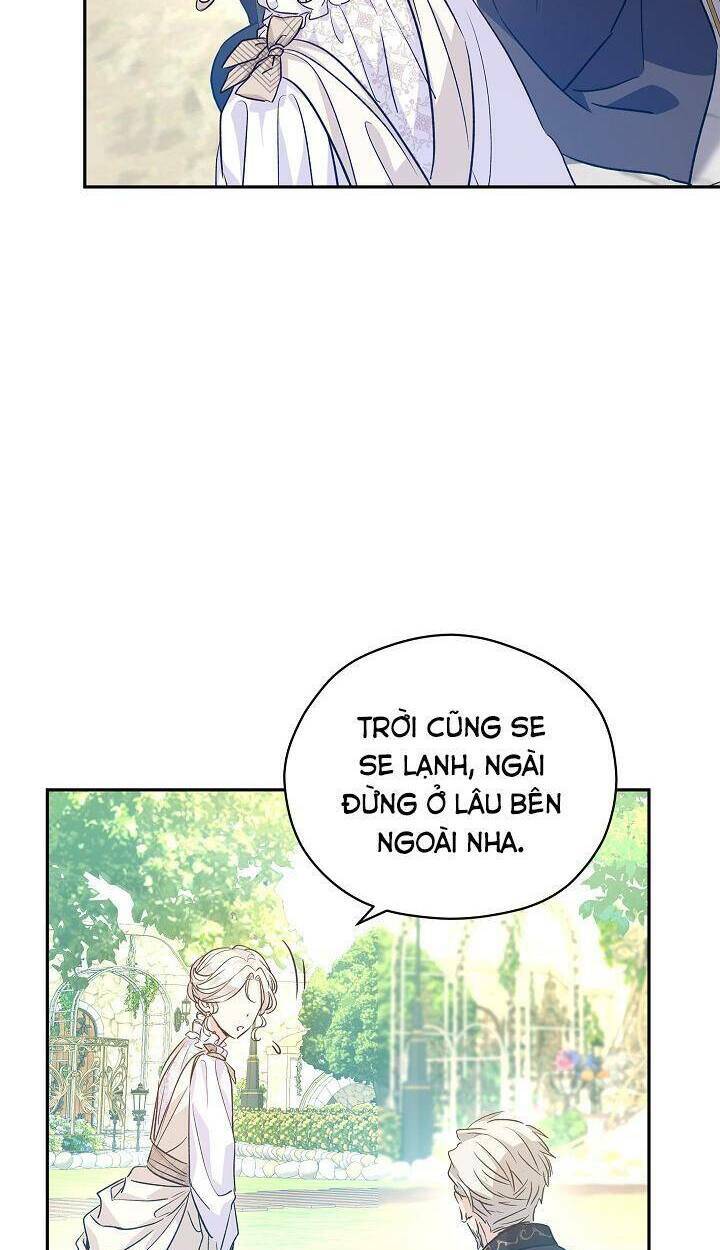 TRỜI CŨNG SE
SE LẠNH, NGÀI
ĐỪNG Ở LÂU BÊN
NGOÀI NHA.